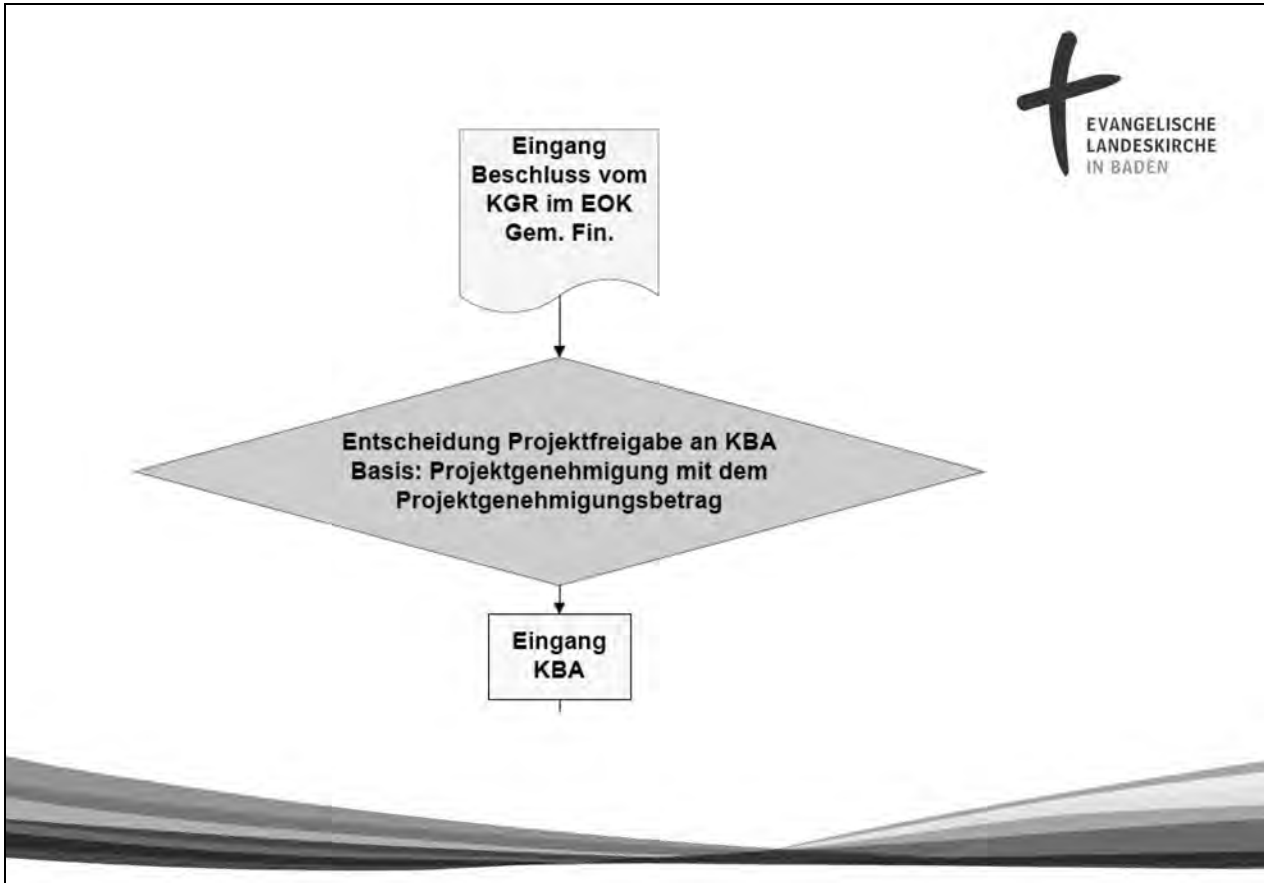 EVANGELISCHE
LANDESKIRCHE
IN BADEN
Eingang
Beschluss vom
KGR im EOK
Gem. Fin.
Entscheidung Projektfreigabe an KBA
Basis: Projektgenehmigung mit dem
Projektgenehmigungsbetrag
Eingang
KBA